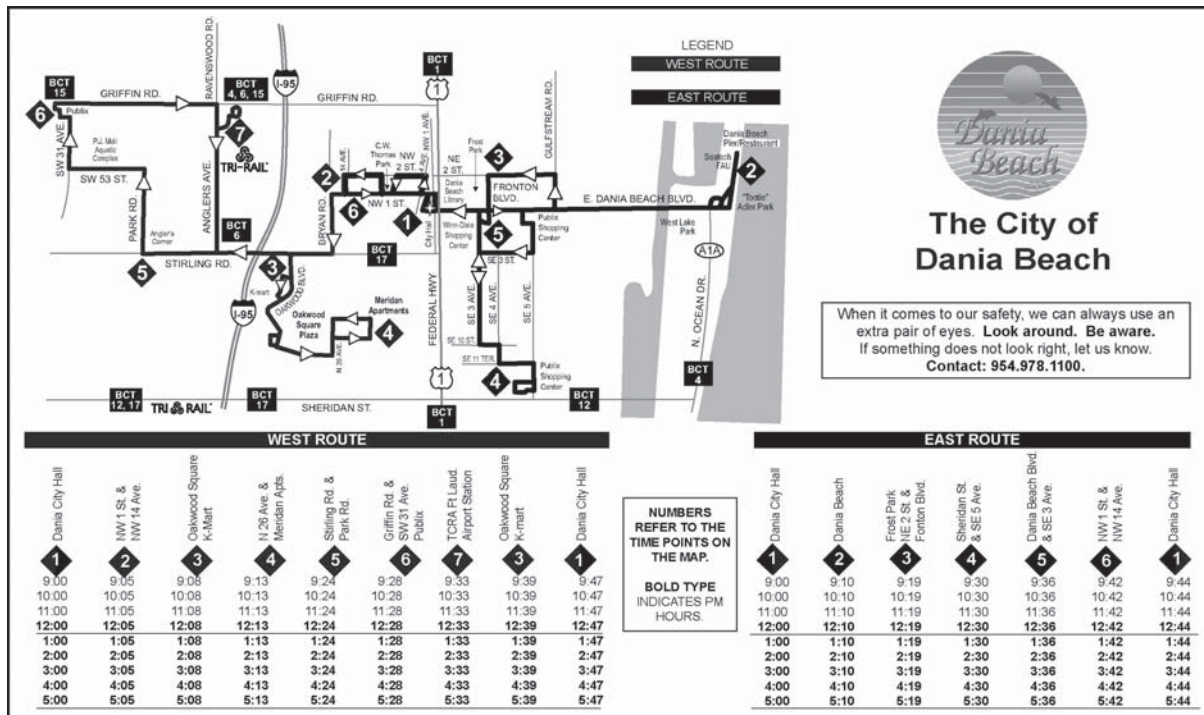 LEGEND
WEST ROUTE
EAST ROUTE
BCT
15
6
Publix
GRIFFIN RD.
RAVENSWOOD RD.
BCT
4, 6, 15
7
TRI-RAIL
I-95
GRIFFIN RD.
BCT
1
1
SW 31 AVE.
P.J. Meli
Aquatic
Complex
SW 53 ST.
PARK RD.
Angler's
Corner
ANGLERS AVE.
BCT
6
5
STIRLING RD.
2
BRYAN RD.
14 AVE.
C.W.
Thomas
Park
NW
2 ST.
NW 1 ST.
6
1
NW 1 AVE.
City Hall
NE
2 ST.
Dania
Beach
Library
Frost
Park
3
FRONTON
BLVD.
GULFSTREAM RD.
E. DANIA BEACH BLVD.
Winn-Dixie
Shopping
Center
5
Publix
Shopping
Center
SE 3 ST.
BCT
17
3
K-mart
OAKWOOD BLVD.
I-95
Oakwood
Square
Plaza
Meridan
Apartments
4
N 26 AVE.
FEDERAL HWY
1
SE 3 AVE.
SE 4 AVE.
SE 5 AVE.
SE 10 ST.
SE 11 TER.
4
Publix
Shopping
Center
BCT
12, 17
TRI RAIL
BCT
17
SHERIDAN ST.
BCT
1
BCT
12
BCT
4
N. OCEAN DR.
A1A
West Lake
Park
2
Dania Beach
Pier/Restaurant
Seatech
FAU
"Tootie"
Adler Park
Dania
Beach
The City of
Dania Beach
When it comes to our safety, we can always use an
extra pair of eyes. Look around. Be aware.
If something does not look right, let us know.
Contact: 954.978.1100.
WEST ROUTE
Dania City Hall
NW 1 St. &
NW 14 Ave.
Oakwood Square
K-Mart
N 26 Ave. &
Meridan Apts.
Stirling Rd. &
Park Rd.
Griffin Rd. &
SW 31 Ave.
Publix
TCRA Ft Laud.
Airport Station
Oakwood Square
K-mart
Dania City Hall
1 2 3 4 5 6 7 3 1
9:00 9:05 9:08 9:13 9:24 9:28 9:33 9:39 9:47
10:00 10:05 10:08 10:13 10:24 10:28 10:33 10:39 10:47
11:00 11:05 11:08 11:13 11:24 11:28 11:33 11:39 11:47
12:00 12:05 12:08 12:13 12:24 12:28 12:33 12:39 12:47
1:00 1:05 1:08 1:13 1:24 1:28 1:33 1:39 1:47
2:00 2:05 2:08 2:13 2:24 2:28 2:33 2:39 2:47
3:00 3:05 3:08 3:13 3:24 3:28 3:33 3:39 3:47
4:00 4:05 4:08 4:13 4:24 4:28 4:33 4:39 4:47
5:00 5:05 5:08 5:13 5:24 5:28 5:33 5:39 5:47
NUMBERS
REFER TO THE
TIME POINTS ON
THE MAP.
BOLD TYPE
INDICATES PM
HOURS.
EAST ROUTE
Dania City Hall
Dania Beach
Frost Park
NE 2 St. &
Fonton Blvd.
Sheridan St.
& SE 5 Ave.
Dania Beach Blvd.
& SE 3 Ave.
NW 1 St. &
NW 14 Ave.
Dania City Hall
1 2 3 4 5 6 1
9:00 9:10 9:19 9:30 9:36 9:42 9:44
10:00 10:10 10:19 10:30 10:36 10:42 10:44
11:00 11:10 11:19 11:30 11:36 11:42 11:44
12:00 12:10 12:19 12:30 12:36 12:42 12:44
1:00 1:10 1:19 1:30 1:36 1:42 1:44
2:00 2:10 2:19 2:30 2:36 2:42 2:44
3:00 3:10 3:19 3:30 3:36 3:42 3:44
4:00 4:10 4:19 4:30 4:36 4:42 4:44
5:00 5:10 5:19 5:30 5:36 5:42 5:44